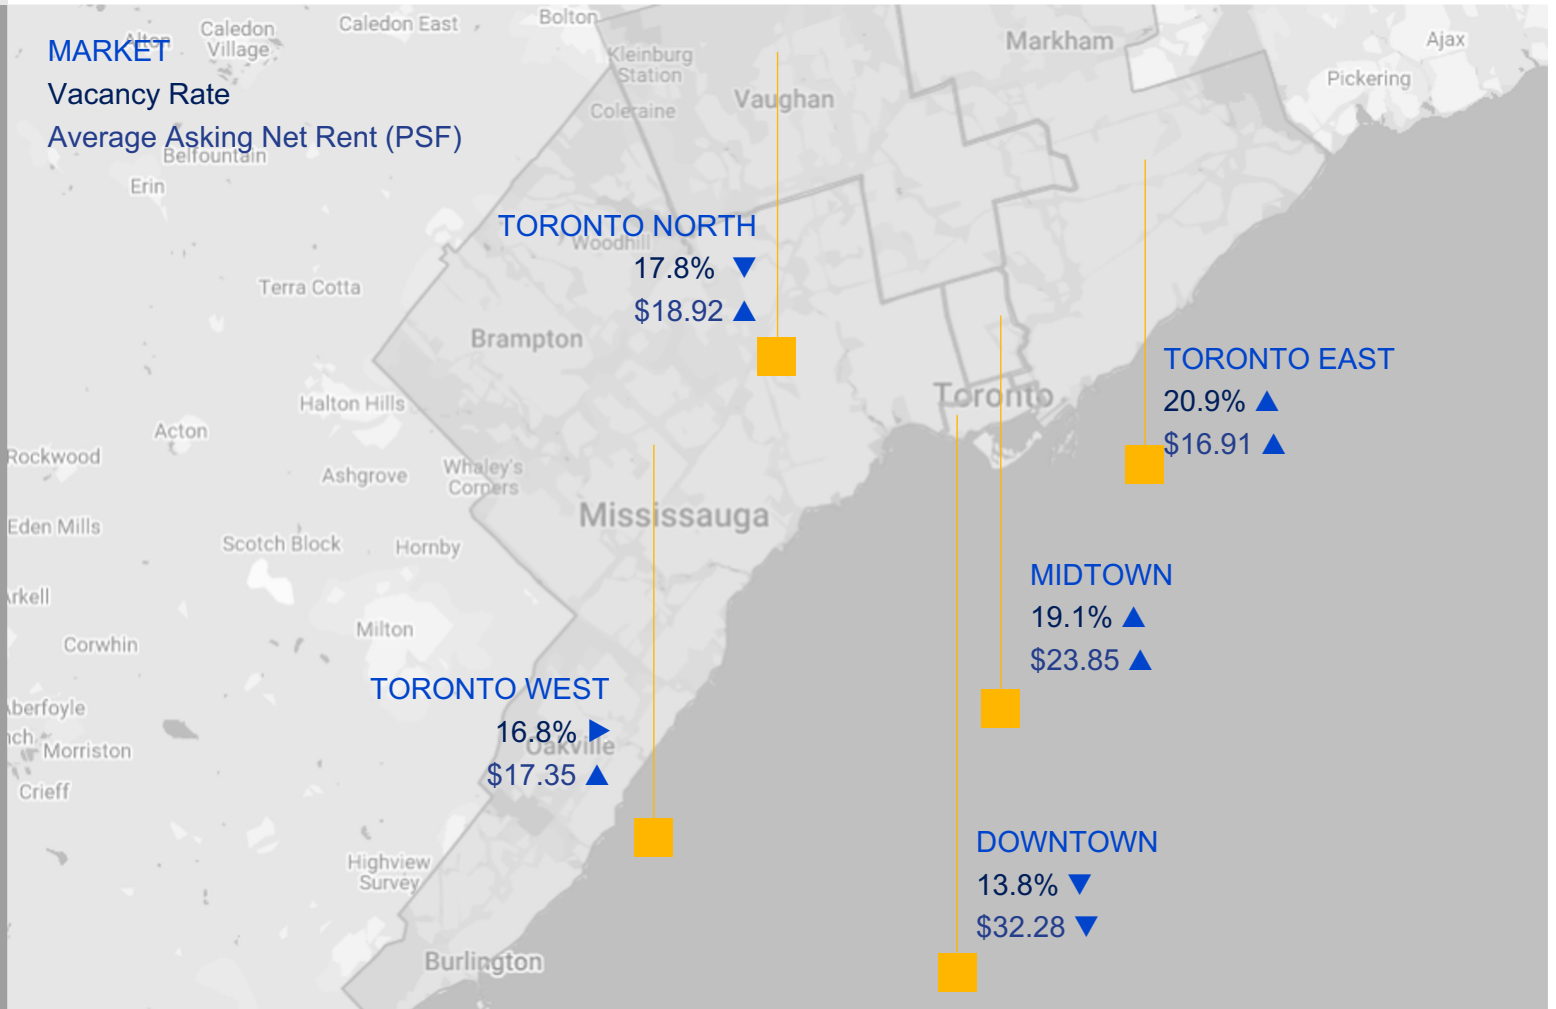 MARKET
Vacancy Rate
Average Asking Net Rent (PSF)
Alton
Caledon
Village
Caledon East
Bolton
Kleinburg
Station
Coleraine
Vaughan
Markham
Ajax
Pickering
Belfountain
Erin
TORONTO NORTH
17.8% ▼
$18.92 ▲
Woodhill
Terra Cotta
Brampton
TORONTO EAST
20.9% ▲
$16.91 ▲
Toronto
Halton Hills
Acton
Rockwood
Ashgrove
Whaley's
Corners
Mississauga
Eden Mills
Scotch Block
Hornby
MIDTOWN
19.1% ▲
$23.85 ▲
Milton
Corwhin
TORONTO WEST
16.8% ►
$17.35 ▲
Oakville
Morriston
Crieff
DOWNTOWN
13.8% ▼
$32.28 ▼
Highview
Survey
Burlington